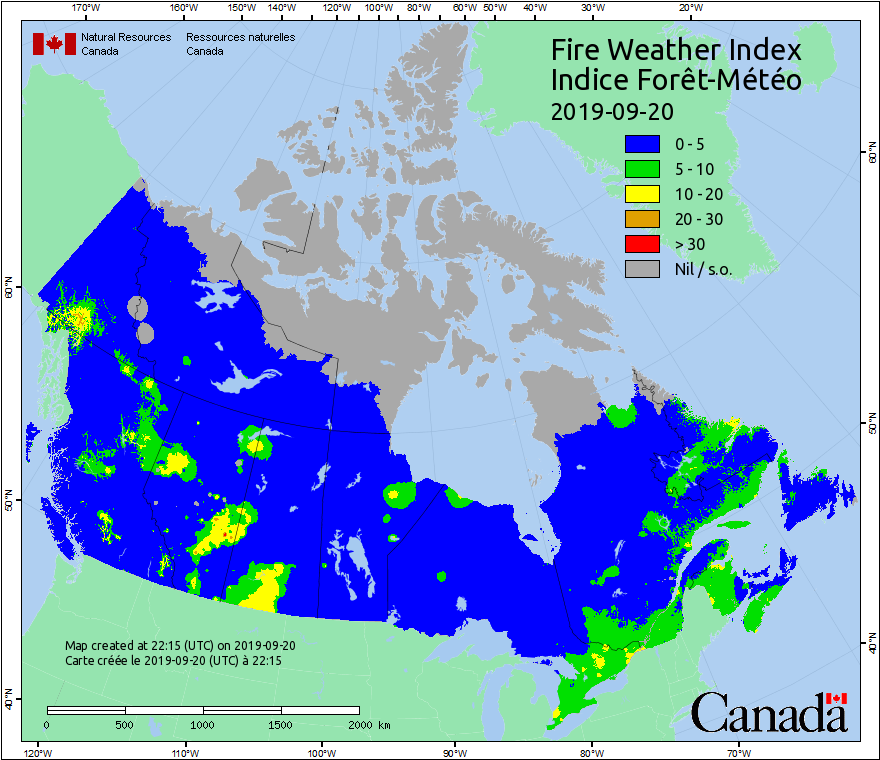 170°W 160°W 150°W 140°W 130°W 120°W 110°W 100°W 90°W 80°W 60°W 50°W 40°W 30°W 20°W
Natural Resources Ressources naturelles
Canada Canada
Fire Weather Index
Indice Forêt-Météo
2019-09-20
0 - 5
5 - 10
10 - 20
20 - 30
> 30
Nil / s.o.
60°N
60°N
50°N
50°N
40°N
40°N
Map created at 22:15 (UTC) on 2019-09-20
Carte créée le 2019-09-20 (UTC) à 22:15
0 500 1000 1500 2000 km
Canada
120°W 110°W 100°W 90°W 80°W 70°W